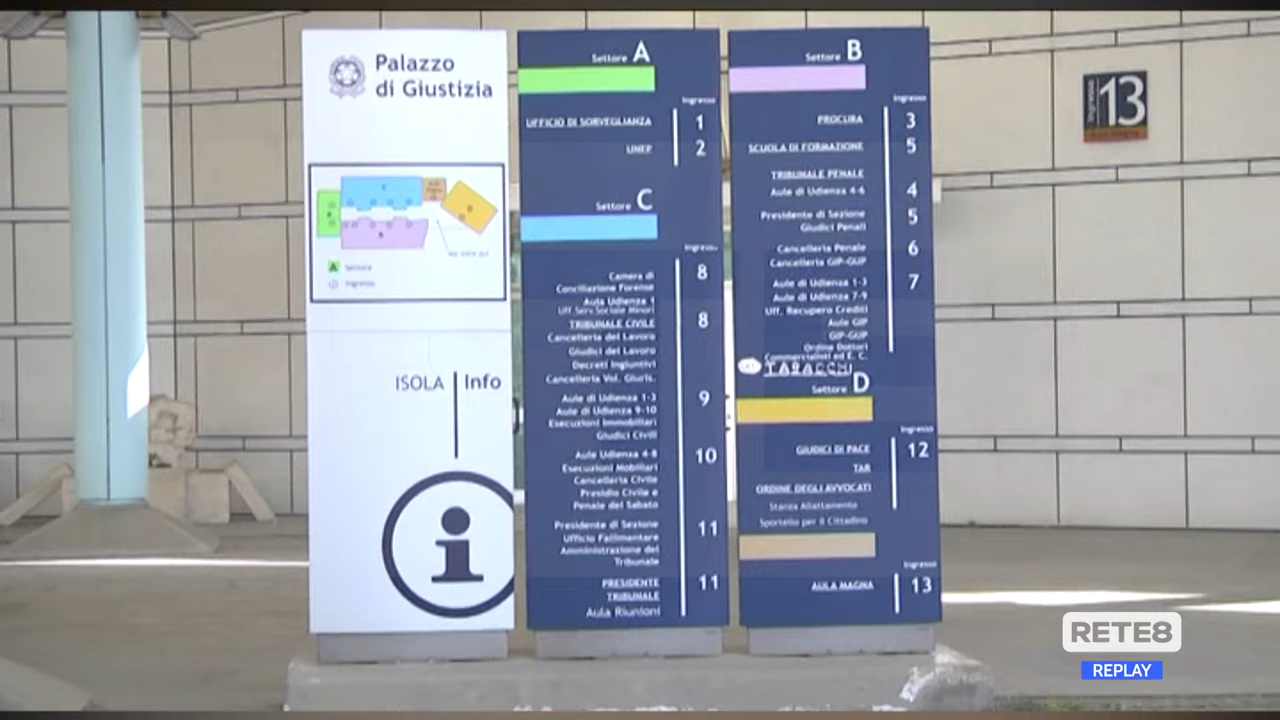 Palazzo
di Giustizia
A Settore
Ingresso
ISOLA Info
Settore A
Ingresso
UFFICIO DI SORVEGLIANZA 1
UNEP 2
Settore C
Ingresso
Camera di 8
Conciliazione Forense
Aula Udienza 1
Uff. Serv. Sociale Minori
TRIBUNALE CIVILE 8
Cancelleria del Lavoro
Giudici del Lavoro
Decreti Ingiuntivi
Cancelleria Vol. Giuris.
Aule di Udienza 1-3 9
Aule di Udienza 9-10
Esecuzioni Immobiliari
Giudici Civili
Aule Udienza 4-8 10
Esecuzioni Mobiliari
Cancelleria Civile
Presidio Civile e
Penale del Sabato
Presidente di Sezione 11
Ufficio Fallimentare
Amministrazione del
Tribunale
PRESIDENTE 11
TRIBUNALE
Aula Riunioni
Settore B
Ingresso
PROCURA 3
SCUOLA DI FORMAZIONE 5
TRIBUNALE PENALE
Aule di Udienza 4-6 4
Presidente di Sezione 5
Giudici Penali
Cancelleria Penale 6
Cancelleria GIP-GUP
Aule di Udienza 1-3 7
Aule di Udienza 7-9
Uff. Recupero Crediti
Aule GIP
GIP-GUP
Ordine Dottori
Commercialisti ed E. C.
Settore D
Ingresso
GIUDICI DI PACE 12
TAR
ORDINE DEGLI AVVOCATI
Stanza Allattamento
Sportello per il Cittadino
Ingresso
AULA MAGNA 13
Ingresso 13
RETE8
REPLAY